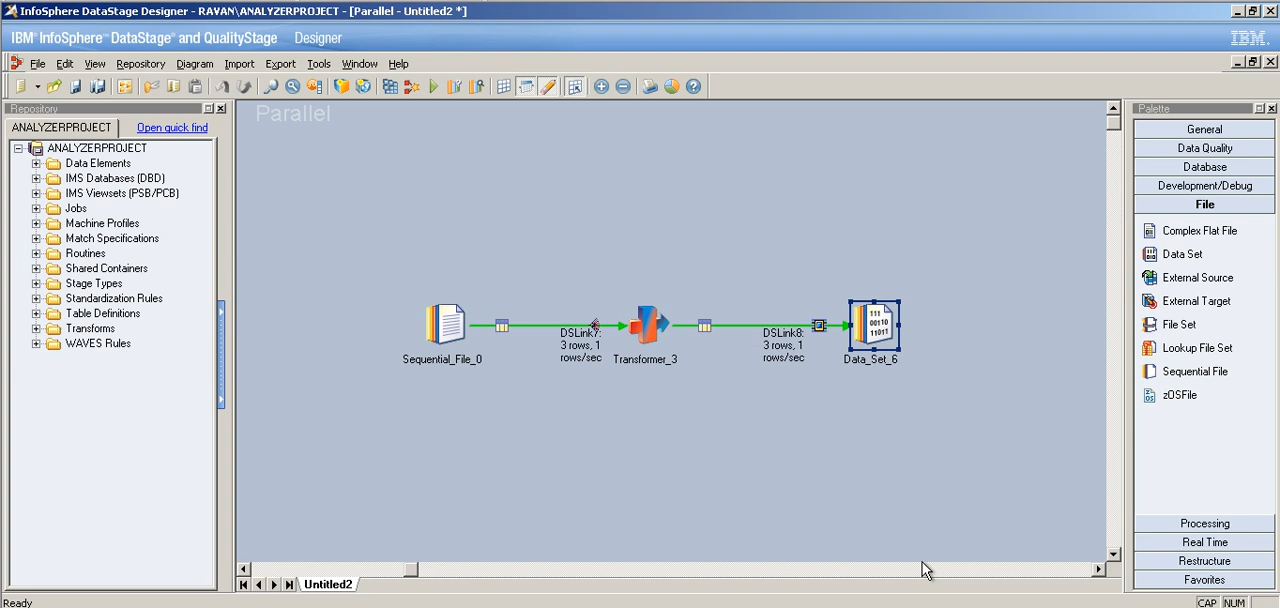 InfoSphere DataStage Designer - RAVAN\ANALYZERPROJECT - [Parallel - Untitled2 *]
IBM® InfoSphere™ DataStage® and QualityStage Designer
IBM.
File Edit View Repository Diagram Import Export Tools Window Help
Repository
ANALYZERPROJECT Open quick find
ANALYZERPROJECT
Data Elements
IMS Databases (DBD)
IMS Viewsets (PSB/PCB)
Jobs
Machine Profiles
Match Specifications
Routines
Shared Containers
Stage Types
Standardization Rules
Table Definitions
Transforms
WAVES Rules
Parallel
Sequential_File_0
DSLink7:
3 rows, 1
rows/sec
Transformer_3
DSLink8:
3 rows, 1
rows/sec
111
00110
11011
Data_Set_6
Untitled2
Palette
General
Data Quality
Database
Development/Debug
File
Complex Flat File
Data Set
External Source
External Target
File Set
Lookup File Set
Sequential File
zOSFile
Processing
Real Time
Restructure
Favorites
Ready
CAP NUM